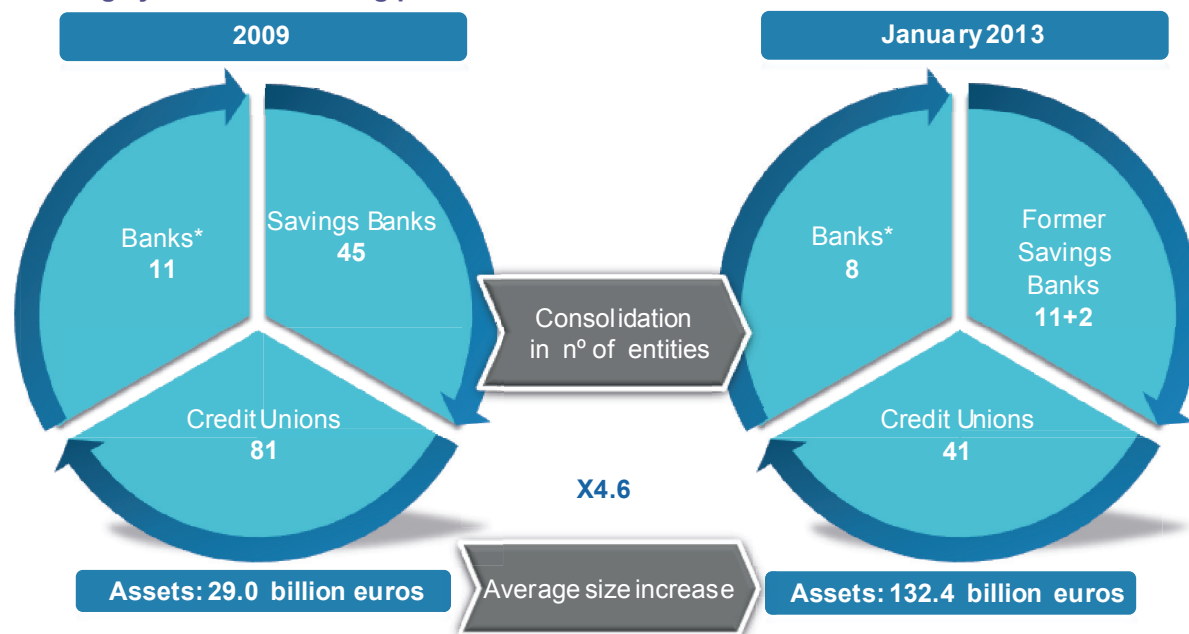 2009
January 2013
Banks*
11
Savings Banks
45
Credit Unions
81
Consolidation
in nº of entities
Banks*
8
Former
Savings
Banks
11+2
Credit Unions
41
X4.6
Assets: 29.0 billion euros
Average size increase
Assets: 132.4 billion euros